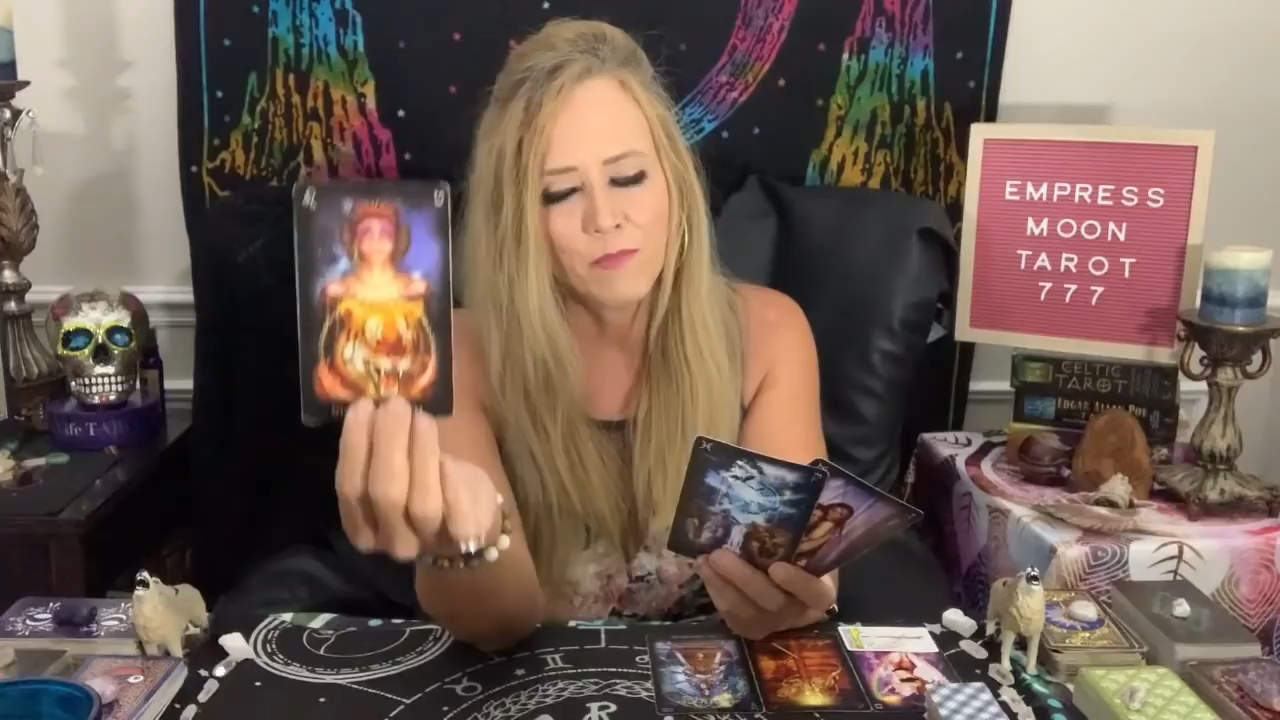 EMPRESS
MOON
TAROT
777
CELTIC
TAROT
EDGAR ALLAN POE